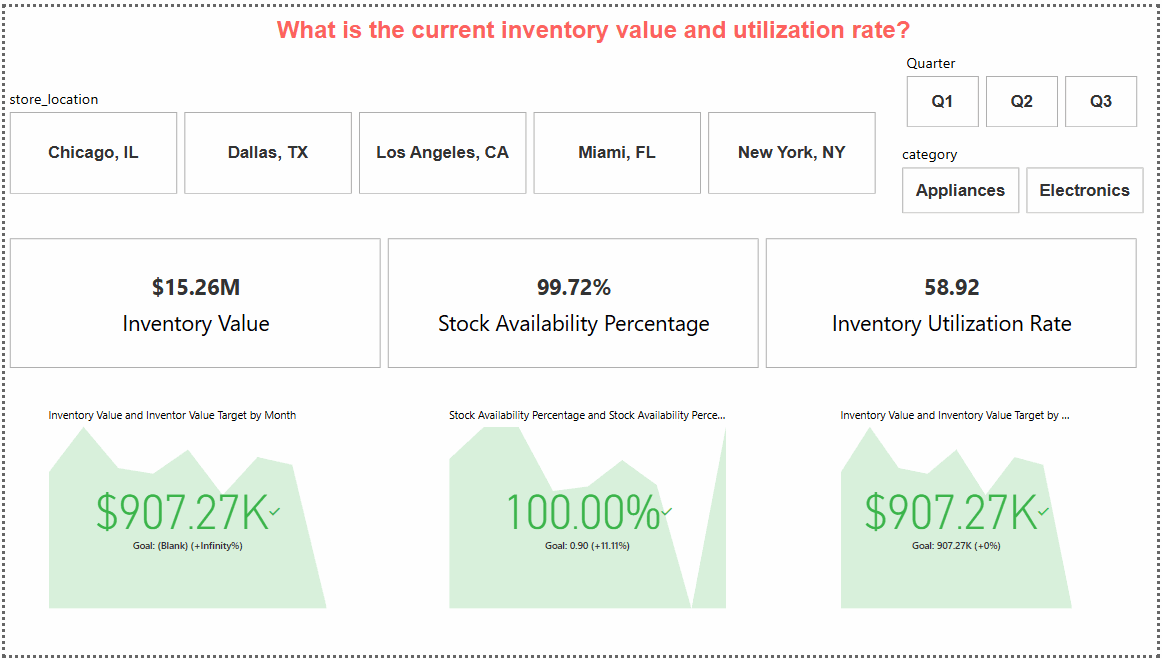 What is the current inventory value and utilization rate?
Quarter
Q1 Q2 Q3
store_location
Chicago, IL Dallas, TX Los Angeles, CA Miami, FL New York, NY
category
Appliances Electronics
$15.26M 99.72% 58.92
Inventory Value Stock Availability Percentage Inventory Utilization Rate
Inventory Value and Inventor Value Target by Month
$907.27K
Goal: (Blank) (+Infinity%)
Stock Availability Percentage and Stock Availability Perce...
100.00%
Goal: 0.90 (+11.11%)
Inventory Value and Inventory Value Target by ...
$907.27K
Goal: 907.27K (+0%)